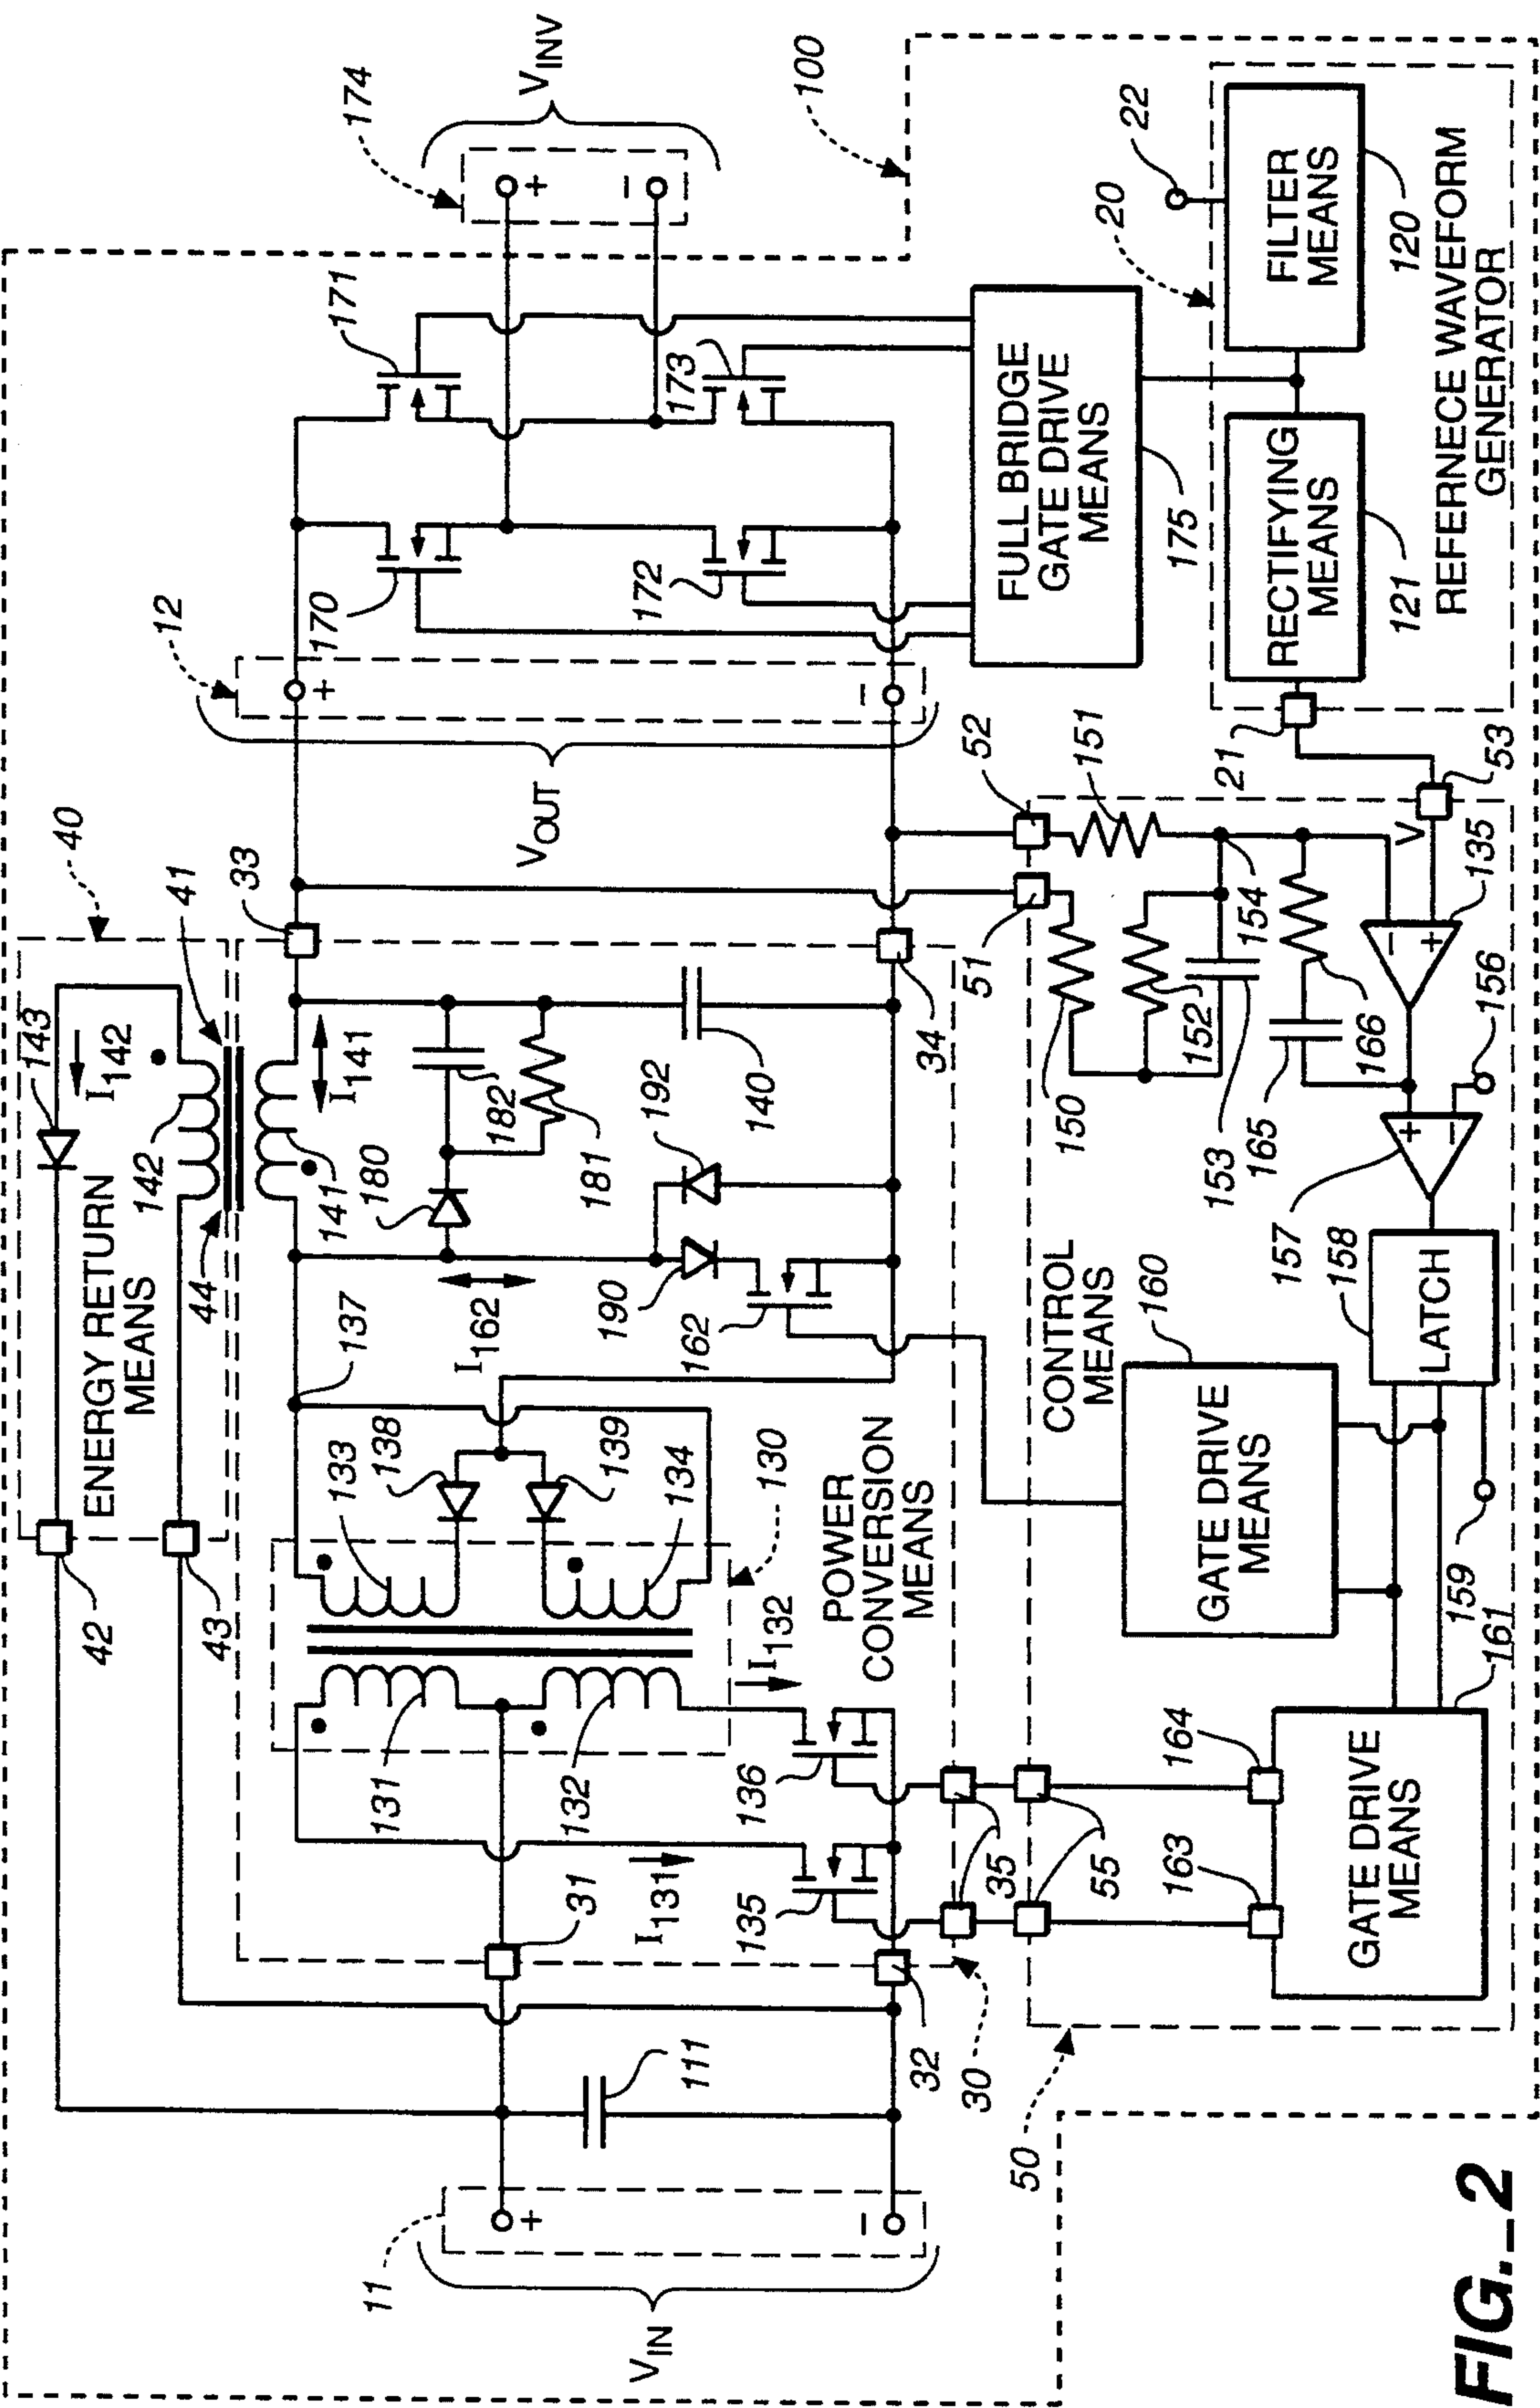 FIG._2
V_IN
11
111
32
30
50
42
43
31
I_131
135
35
55
163
164
161
GATE DRIVE
MEANS
131
132
136
I_132
130
133
134
138
139
137
POWER
CONVERSION
MEANS
ENERGY RETURN
MEANS
44
142
143
I_142
41
40
141
I_141
180
182
181
I_162
190
192
162
140
33
34
CONTROL
MEANS
160
GATE DRIVE
MEANS
159
158
LATCH
157
156
165
166
153
152
150
154
135
51
52
151
V
53
21
V_OUT
12
170
171
172
173
FULL BRIDGE
GATE DRIVE
MEANS
175
174
V_INV
100
20
22
RECTIFYING
MEANS
121
FILTER
MEANS
120
REFERNECE WAVEFORM
GENERATOR
+
−
+
−
+
−
−
+
+
−